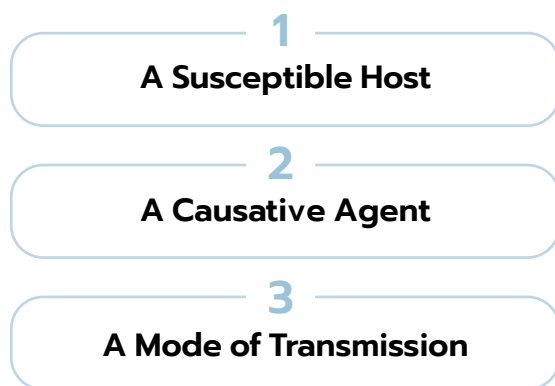 1
A Susceptible Host
2
A Causative Agent
3
A Mode of Transmission